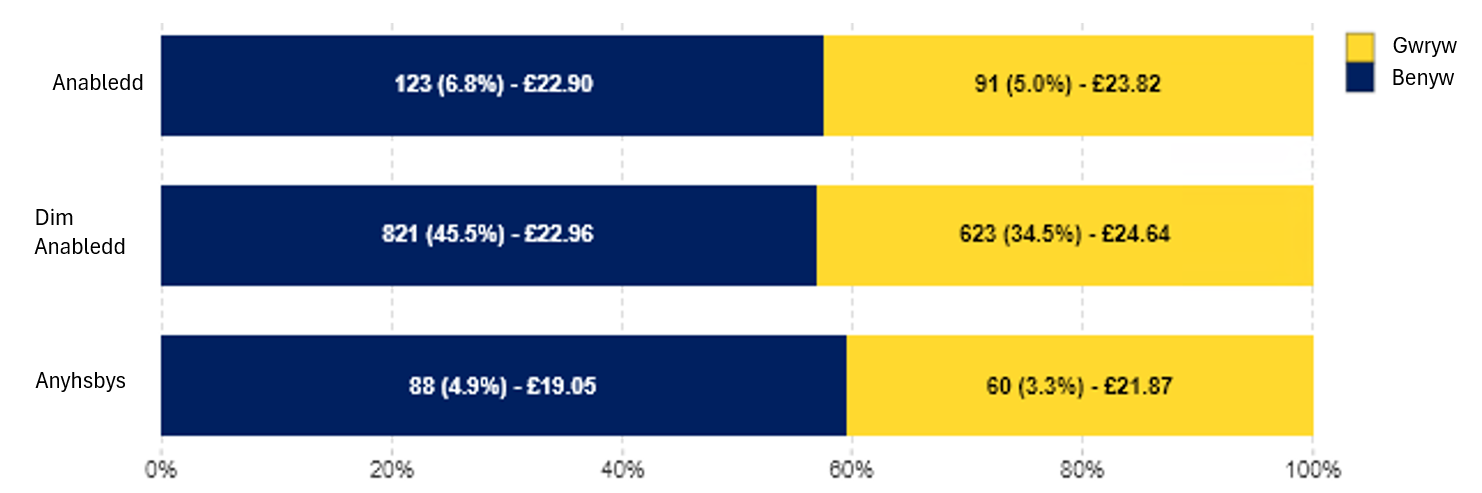 Gwryw
Benyw
Anabledd
123 (6.8%) - £22.90
91 (5.0%) - £23.82
Dim
Anabledd
821 (45.5%) - £22.96
623 (34.5%) - £24.64
Anyhsbys
88 (4.9%) - £19.05
60 (3.3%) - £21.87
0%
20%
40%
60%
80%
100%